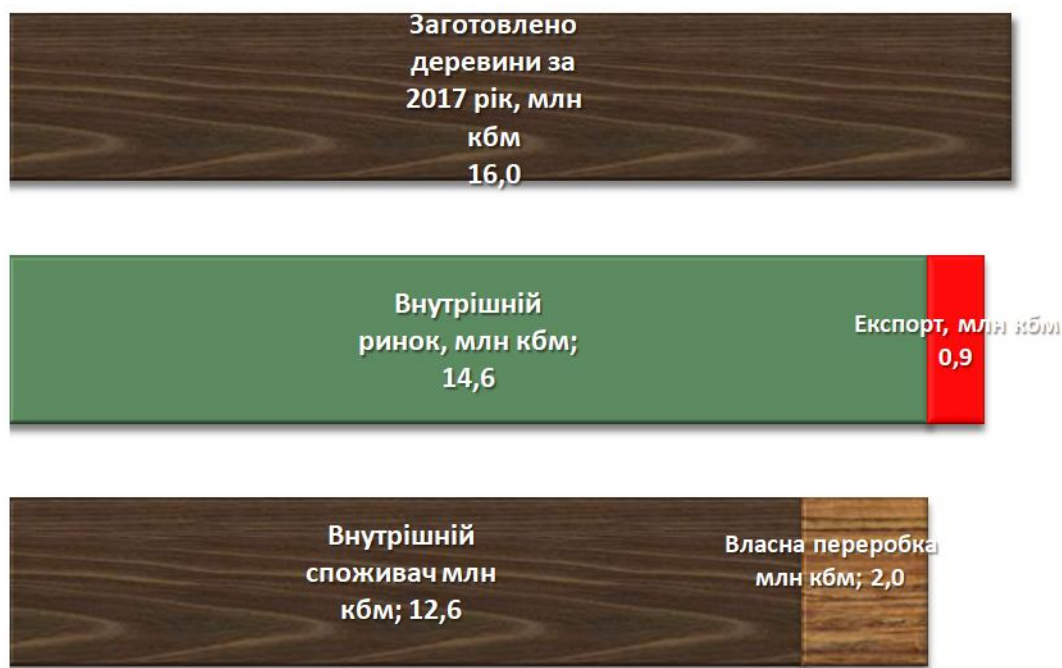 Заготовлено
деревини за
2017 рік, млн
кбм
16,0
Внутрішній
ринок, млн кбм;
14,6
Експорт, млн кбм
0,9
Внутрішній
споживач млн
кбм; 12,6
Власна переробка
млн кбм; 2,0